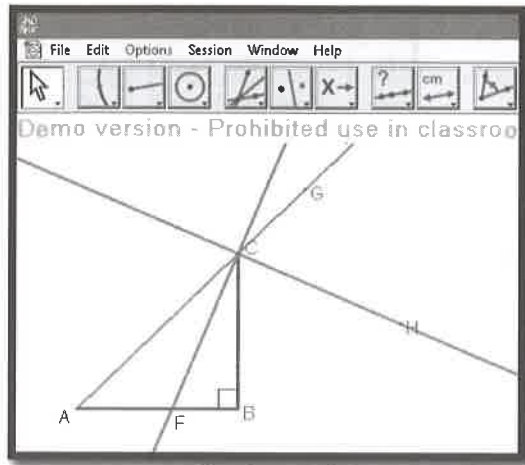 File Edit Options Session Window Help
? cm
X
Demo version - Prohibited use in classroo
G
C
H
A F B